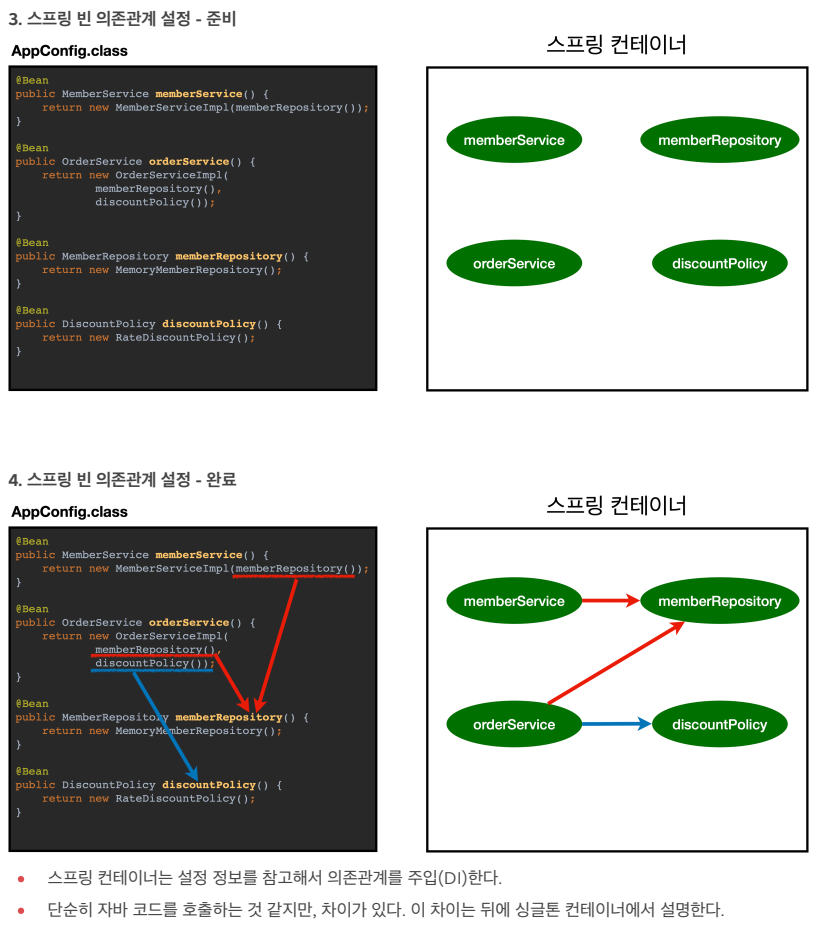 3. 스프링 빈 의존관계 설정 - 준비
AppConfig.class
@Bean
public MemberService memberService() {
    return new MemberServiceImpl(memberRepository());
}
@Bean
public OrderService orderService() {
    return new OrderServiceImpl(
            memberRepository(),
            discountPolicy());
}
@Bean
public MemberRepository memberRepository() {
    return new MemoryMemberRepository();
}
@Bean
public DiscountPolicy discountPolicy() {
    return new RateDiscountPolicy();
}
스프링 컨테이너
memberService
memberRepository
orderService
discountPolicy
4. 스프링 빈 의존관계 설정 - 완료
AppConfig.class
@Bean
public MemberService memberService() {
    return new MemberServiceImpl(memberRepository());
}
@Bean
public OrderService orderService() {
    return new OrderServiceImpl(
            memberRepository(),
            discountPolicy());
}
@Bean
public MemberRepository memberRepository() {
    return new MemoryMemberRepository();
}
@Bean
public DiscountPolicy discountPolicy() {
    return new RateDiscountPolicy();
}
스프링 컨테이너
memberService
memberRepository
orderService
discountPolicy
• 스프링 컨테이너는 설정 정보를 참고해서 의존관계를 주입(DI)한다.
• 단순히 자바 코드를 호출하는 것 같지만, 차이가 있다. 이 차이는 뒤에 싱글톤 컨테이너에서 설명한다.